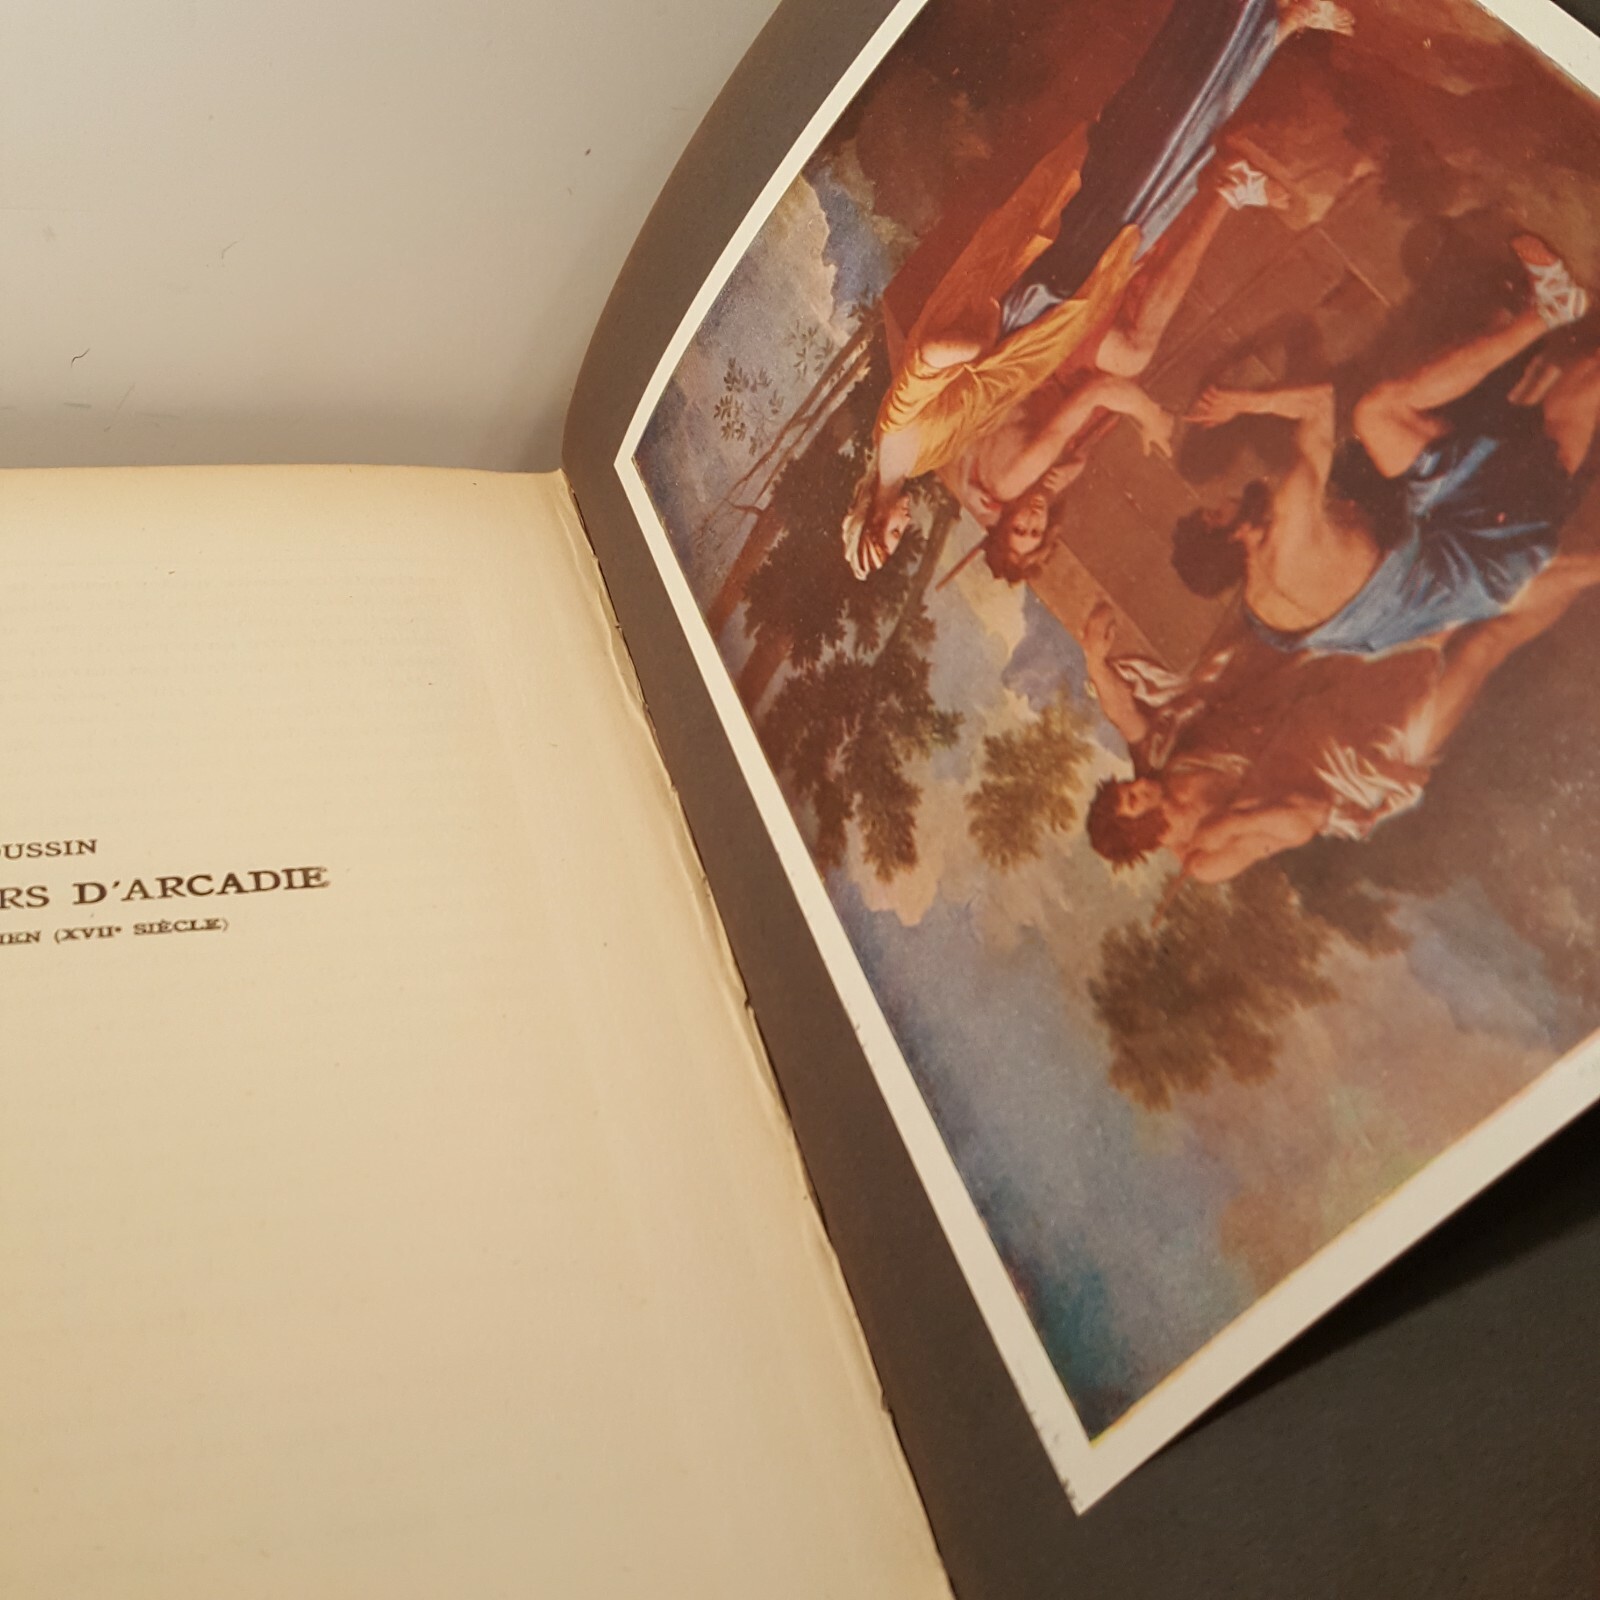 OUSSIN
RS D'ARCADIE
IEN (XVIIe SIÈCLE)